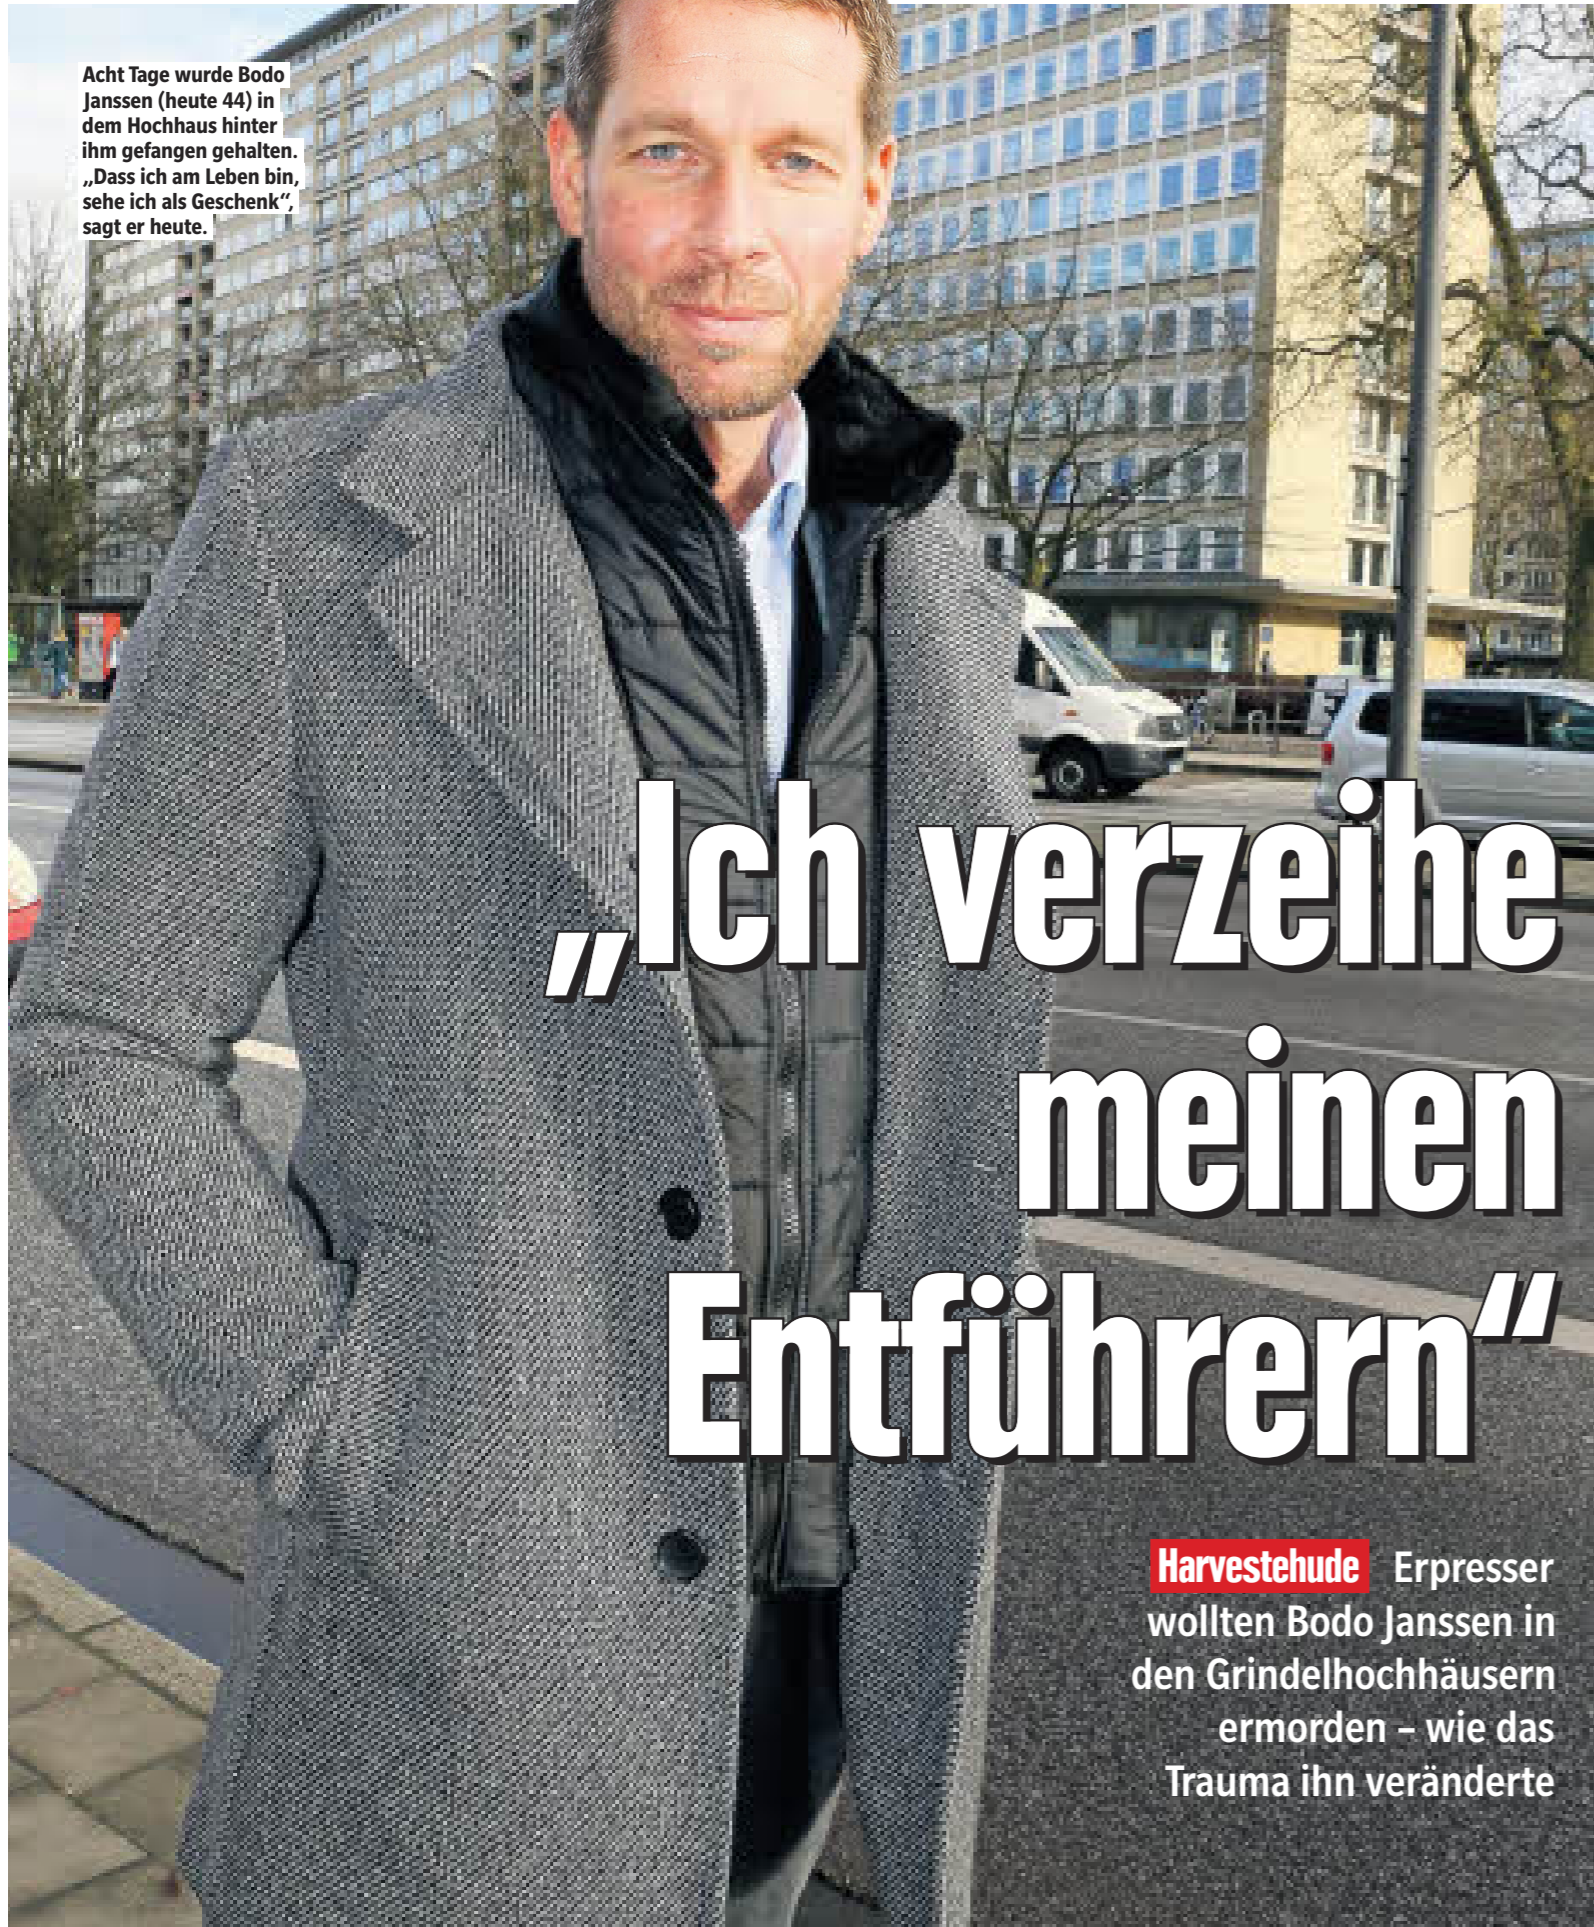 Acht Tage wurde Bodo
Janssen (heute 44) in
dem Hochhaus hinter
ihm gefangen gehalten.
„Dass ich am Leben bin,
sehe ich als Geschenk“,
sagt er heute.
„Ich verzeihe
meinen
Entführern“
Harvestehude Erpresser
wollten Bodo Janssen in
den Grindelhochhäusern
ermorden – wie das
Trauma ihn veränderte